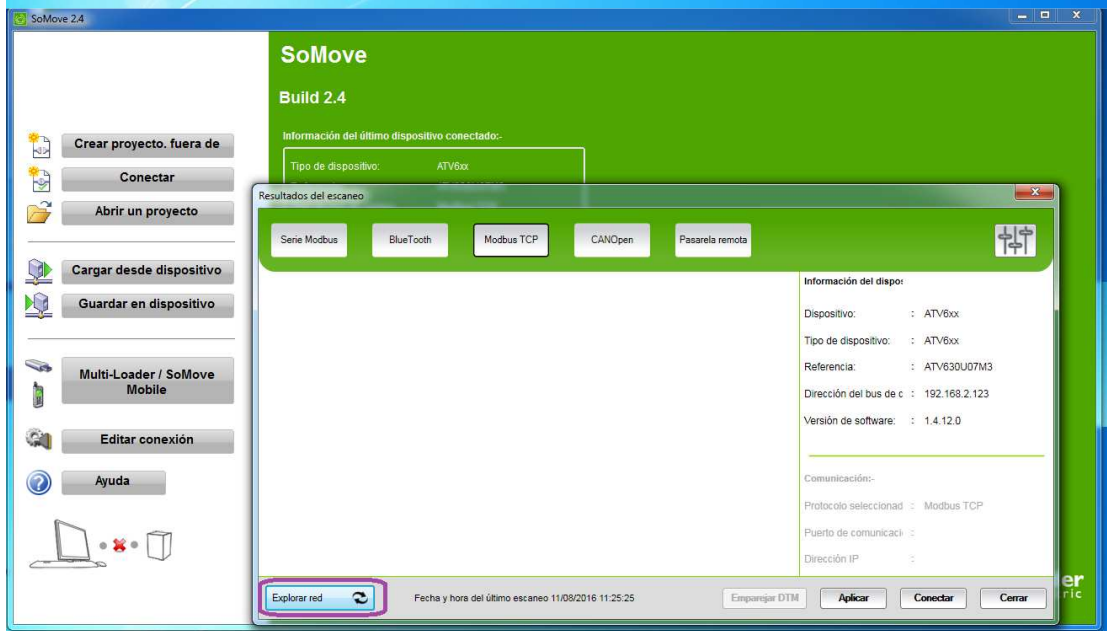 SoMove 2.4
SoMove
Build 2.4
Información del último dispositivo conectado:-
Tipo de dispositivo: ATV6xx
Crear proyecto. fuera de
Conectar
Abrir un proyecto
Cargar desde dispositivo
Guardar en dispositivo
Multi-Loader / SoMove
Mobile
Editar conexión
Ayuda
Resultados del escaneo
Serie Modbus
BlueTooth
Modbus TCP
CANOpen
Pasarela remota
Información del dispo
Dispositivo: : ATV6xx
Tipo de dispositivo: : ATV6xx
Referencia: : ATV630U07M3
Dirección del bus de c : 192.168.2.123
Versión de software: : 1.4.12.0
Comunicación:-
Protocolo seleccionad : Modbus TCP
Puerto de comunicaci :
Dirección IP :
Explorar red
Fecha y hora del último escaneo 11/08/2016 11:25:25
Emparejar DTM
Aplicar
Conectar
Cerrar
er
ric